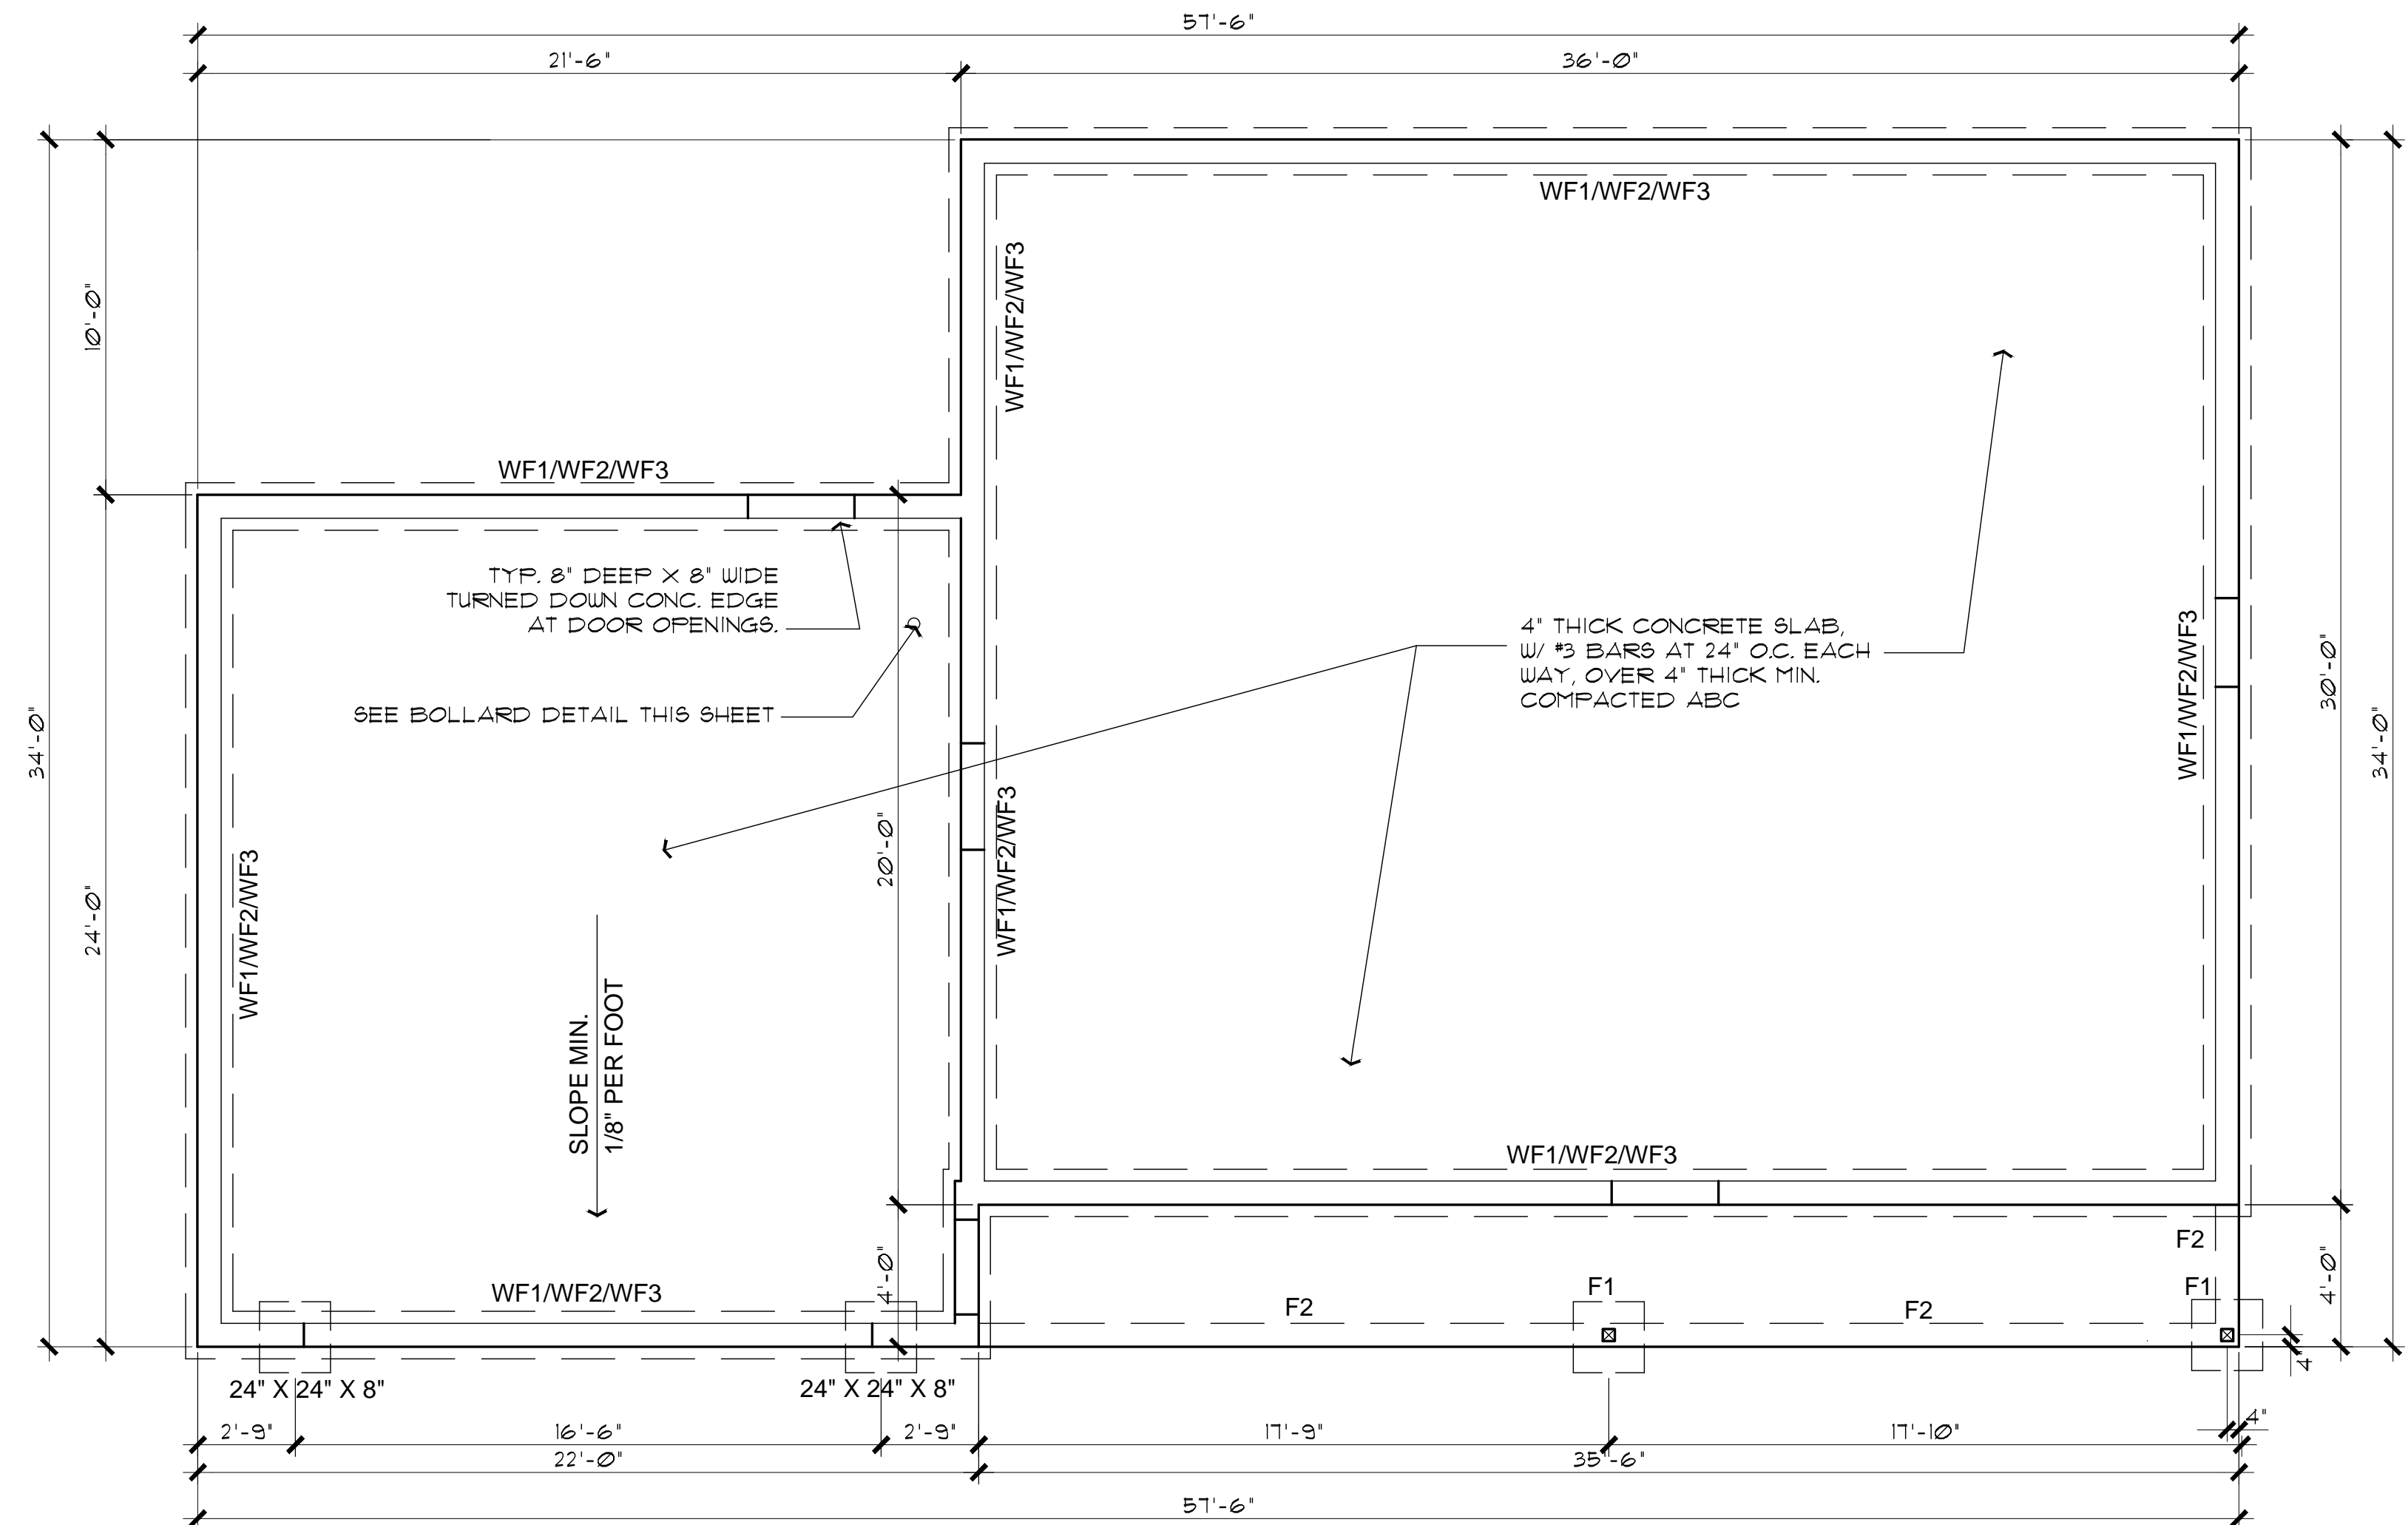 57'-6"
21'-6"
36'-0"
WF1/WF2/WF3
WF1/WF2/WF3
10'-0"
WF1/WF2/WF3
TYP. 8" DEEP X 8" WIDE
TURNED DOWN CONC. EDGE
AT DOOR OPENINGS.
4" THICK CONCRETE SLAB,
W/ #3 BARS AT 24" O.C. EACH
WAY, OVER 4" THICK MIN.
COMPACTED ABC
SEE BOLLARD DETAIL THIS SHEET
WF1/WF2/WF3
30'-0"
34'-0"
34'-0"
20'-0"
WF1/WF2/WF3
24'-0"
WF1/WF2/WF3
SLOPE MIN.
1/8" PER FOOT
WF1/WF2/WF3
F2
4'-0"
4'-0"
WF1/WF2/WF3
F1
F1
F2
F2
4"
24" X 24" X 8"
24" X 24" X 8"
2'-9"
16'-6"
2'-9"
17'-9"
17'-10"
4"
22'-0"
35'-6"
57'-6"